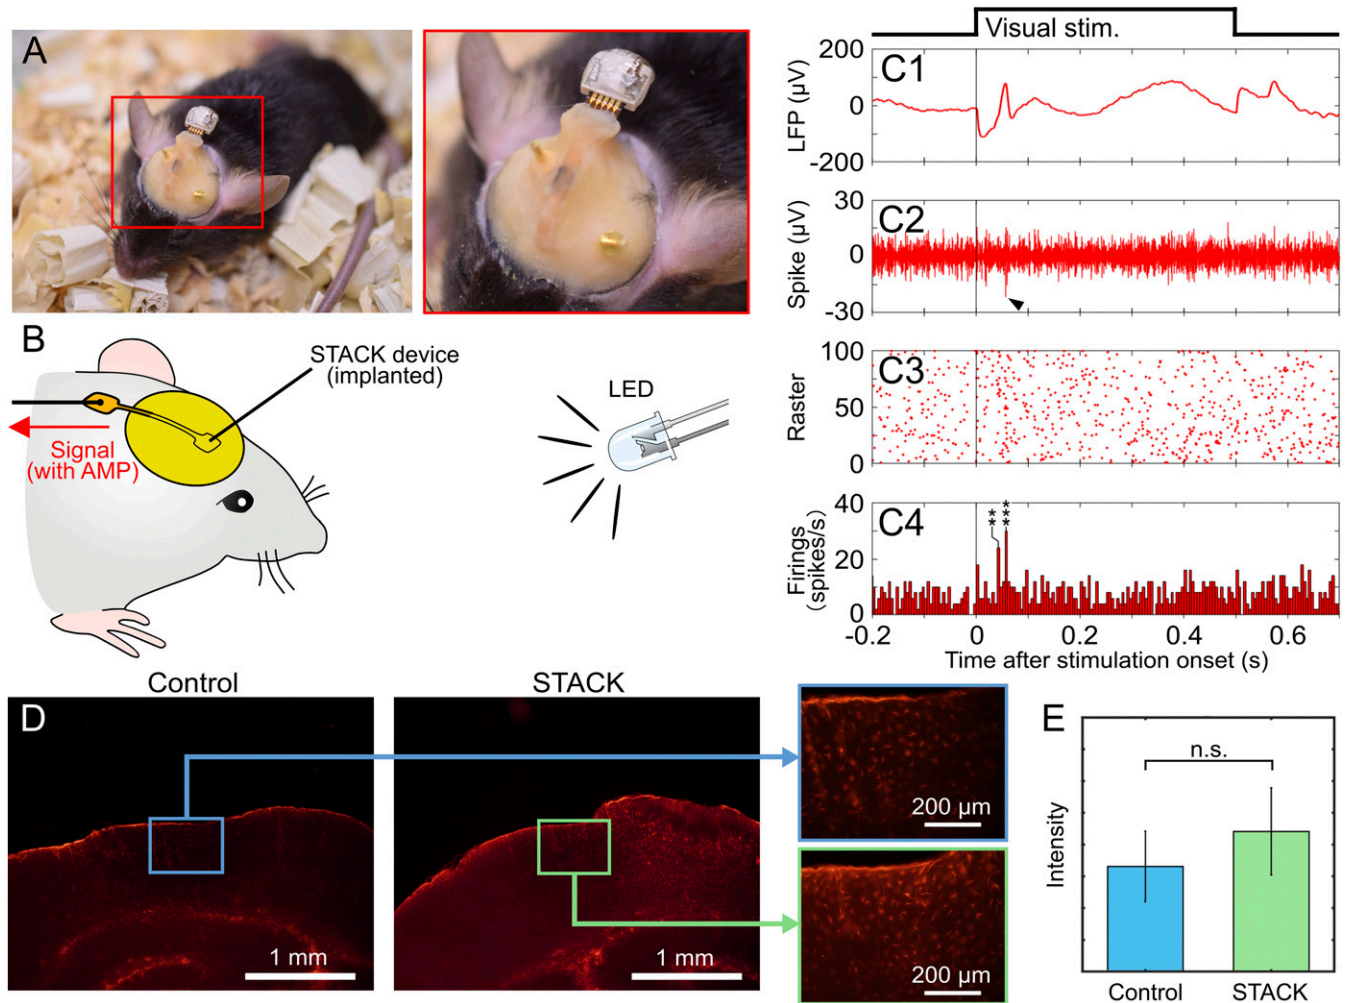 A
B
STACK device
(implanted)
Signal
(with AMP)
LED
Visual stim.
C1
LFP (µV)
200
0
-200
C2
Spike (µV)
30
0
-30
C3
Raster
100
50
0
C4
Firings
(spikes/s)
40
20
0
**
***
-0.2
0
0.2
0.4
0.6
Time after stimulation onset (s)
Control
STACK
D
1 mm
1 mm
200 µm
200 µm
E
n.s.
Intensity
Control
STACK